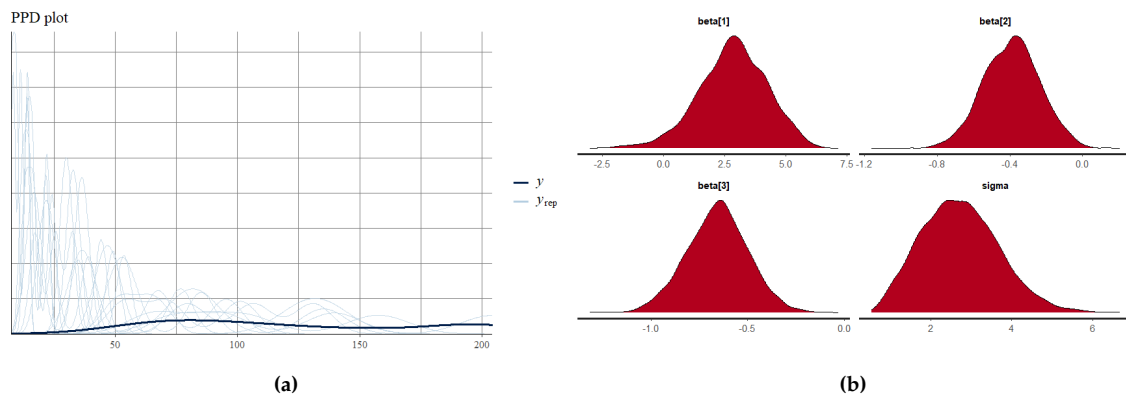 PPD plot
y
y rep
50 100 150 200
(a)
beta[1] beta[2]
-2.5 0.0 2.5 5.0 7.5 -1.2 -0.8 -0.4 0.0
beta[3] sigma
-1.0 -0.5 0.0 2 4 6
(b)